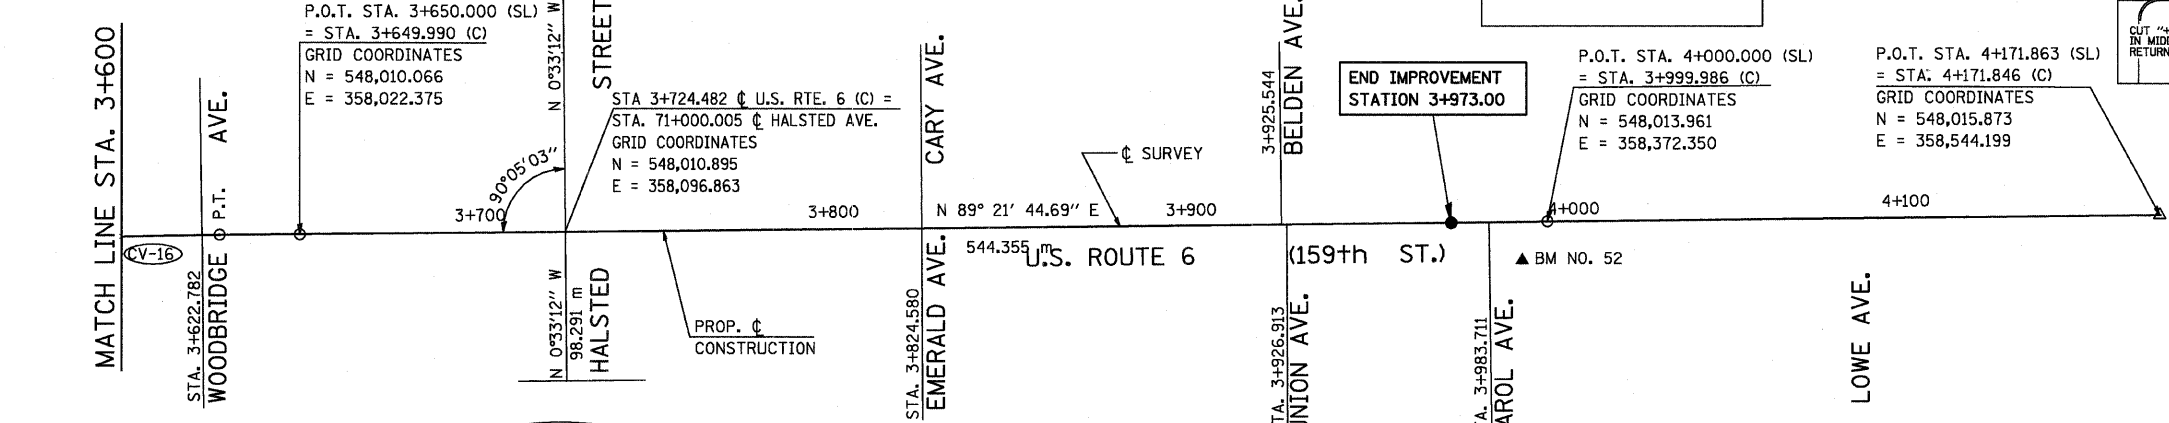 MATCH LINE STA. 3+600
CV-16
STA. 3+622.782
WOODBRIDGE AVE.
P.T.
P.O.T. STA. 3+650.000 (SL)
= STA. 3+649.990 (C)
GRID COORDINATES
N = 548,010.066
E = 358,022.375
3+700
90°05'03"
N 0°33'12" W
STREET
STA 3+724.482 ℄ U.S. RTE. 6 (C) =
STA. 71+000.005 ℄ HALSTED AVE.
GRID COORDINATES
N = 548,010.895
E = 358,096.863
N 0°33'12" W
98.291 m
HALSTED
PROP. ℄
CONSTRUCTION
3+800
CARY AVE.
STA. 3+824.580
EMERALD AVE.
N 89° 21' 44.69" E
544.355 m
℄ SURVEY
3+900
U.S. ROUTE 6 (159th ST.)
3+925.544
BELDEN AVE.
STA. 3+926.913
UNION AVE.
END IMPROVEMENT
STATION 3+973.00
STA. 3+983.711
AROL AVE.
4+000
P.O.T. STA. 4+000.000 (SL)
= STA. 3+999.986 (C)
GRID COORDINATES
N = 548,013.961
E = 358,372.350
BM NO. 52
4+100
LOWE AVE.
P.O.T. STA. 4+171.863 (SL)
= STA. 4+171.846 (C)
GRID COORDINATES
N = 548,015.873
E = 358,544.199
CUT "+
IN MID
RETURN